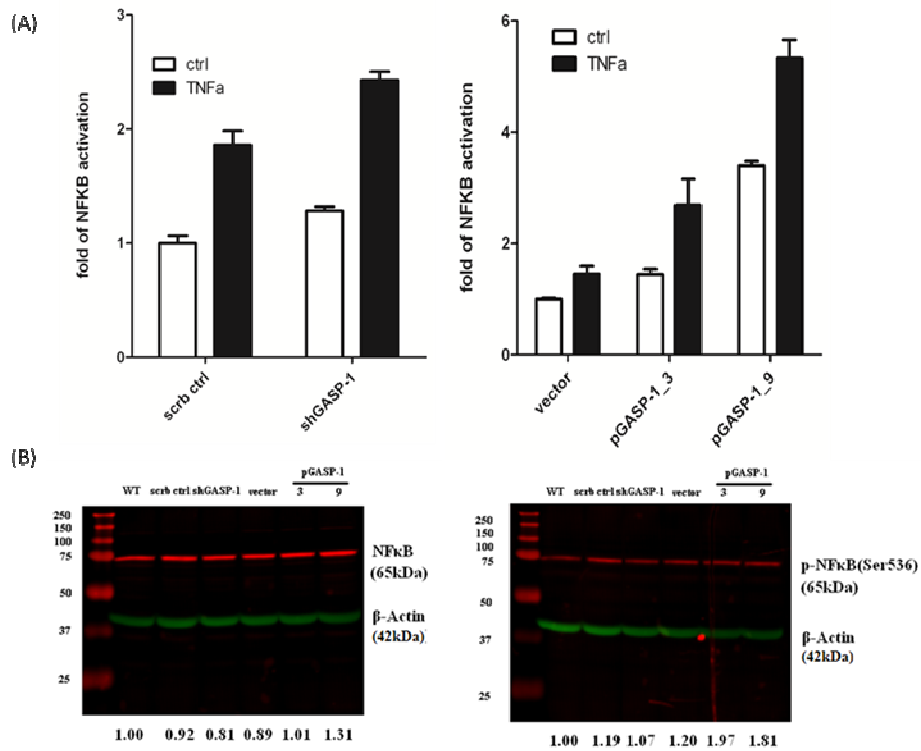 (A)
fold of NFKB activation
3
2
1
0
ctrl
TNFa
scrb ctrl
shGASP-1
fold of NFKB activation
6
4
2
0
ctrl
TNFa
vector
pGASP-1_3
pGASP-1_9
(B)
pGASP-1
WT scrb ctrl shGASP-1 vector 3 9
250
150
100
75
50
37
25
NFκB
(65kDa)
β-Actin
(42kDa)
1.00 0.92 0.81 0.89 1.01 1.31
pGASP-1
WT scrb ctrl shGASP-1 vector 3 9
250
150
100
75
50
37
25
p-NFκB(Ser536)
(65kDa)
β-Actin
(42kDa)
1.00 1.19 1.07 1.20 1.97 1.81